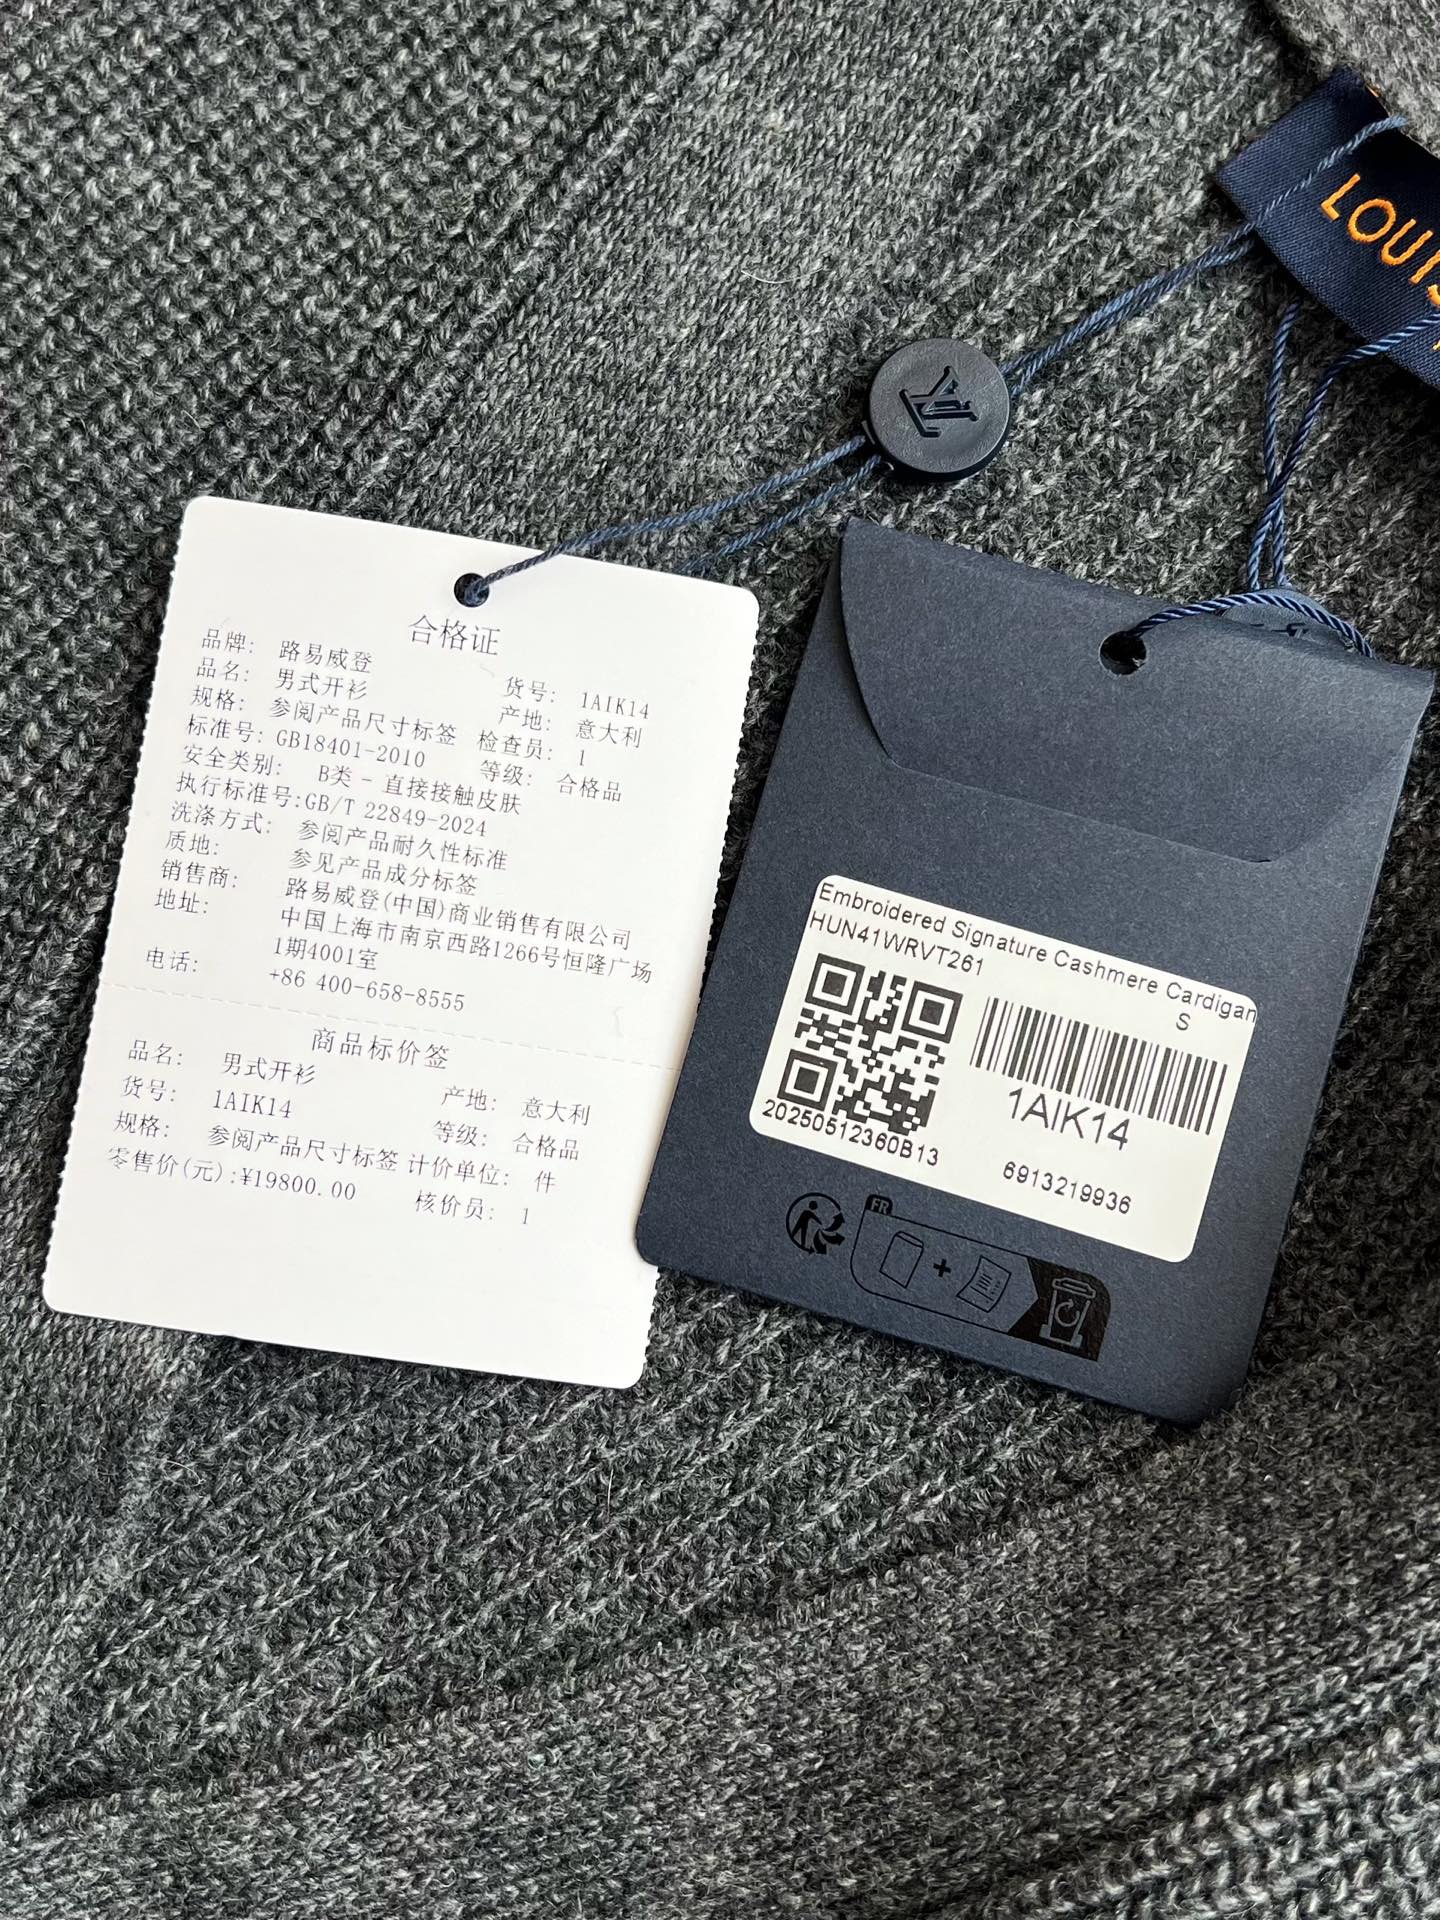 LOUIS
合格证
品牌: 路易威登
品名: 男式开衫 货号: 1AIK14
规格: 参阅产品尺寸标签 产地: 意大利
标准号: GB18401-2010 检查员: 1
安全类别: B类 - 直接接触皮肤 等级: 合格品
执行标准号:GB/T 22849-2024
洗涤方式: 参阅产品耐久性标准
质地: 参见产品成分标签
销售商: 路易威登(中国)商业销售有限公司
地址: 中国上海市南京西路1266号恒隆广场
1期4001室
电话: +86 400-658-8555
商品标价签
品名: 男式开衫
货号: 1AIK14 产地: 意大利
规格: 参阅产品尺寸标签 等级: 合格品
零售价(元):¥19800.00 计价单位: 件
核价员: 1
Embroidered Signature Cashmere Cardigan
HUN41WRVT261 S
1AIK14
20250512360B13
6913219936
FR